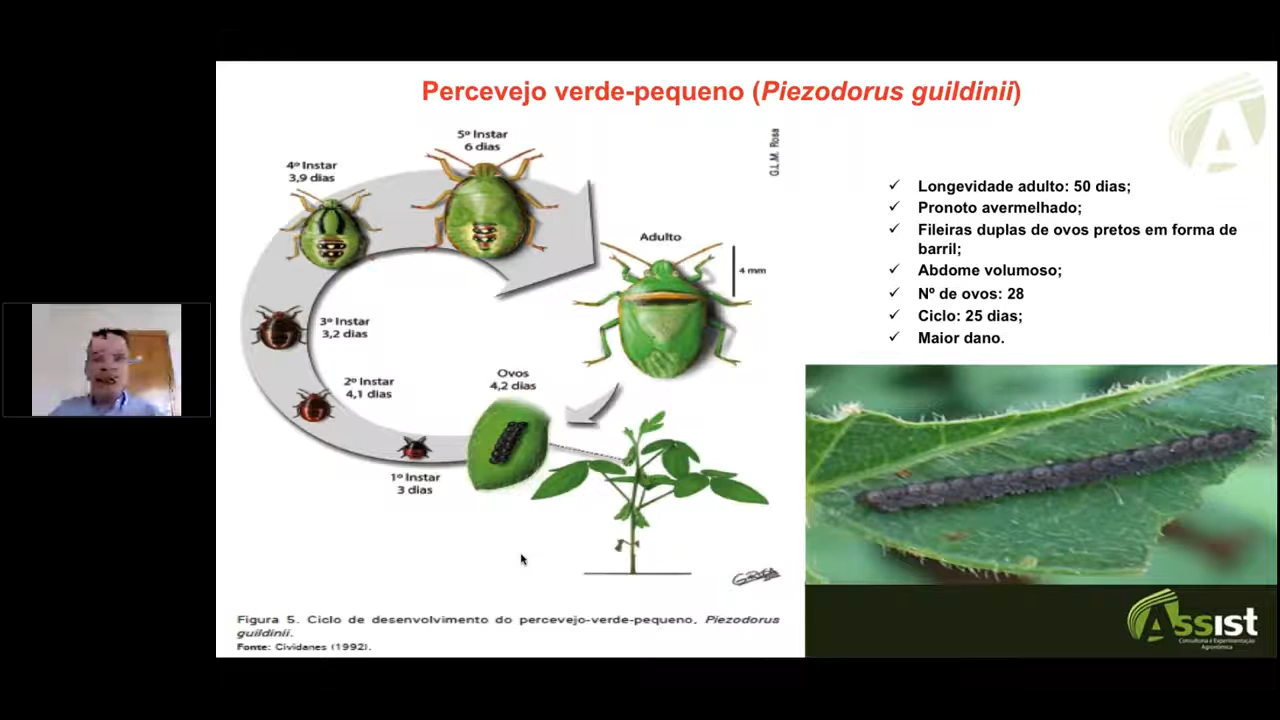 Percevejo verde-pequeno (Piezodorus guildinii)
5º Instar
6 dias
4º Instar
3,9 dias
G.L.M. Rosa
Adulto
4 mm
3º Instar
3,2 dias
2º Instar
4,1 dias
Ovos
4,2 dias
1º Instar
3 dias
✓ Longevidade adulto: 50 dias;
✓ Pronoto avermelhado;
✓ Fileiras duplas de ovos pretos em forma de
barril;
✓ Abdome volumoso;
✓ Nº de ovos: 28
✓ Ciclo: 25 dias;
✓ Maior dano.
Figura 5. Ciclo de desenvolvimento do percevejo-verde-pequeno, Piezodorus
guildinii.
Fonte: Cividanes (1992).
Assist
Consultoria e Experimentação
Agronômica